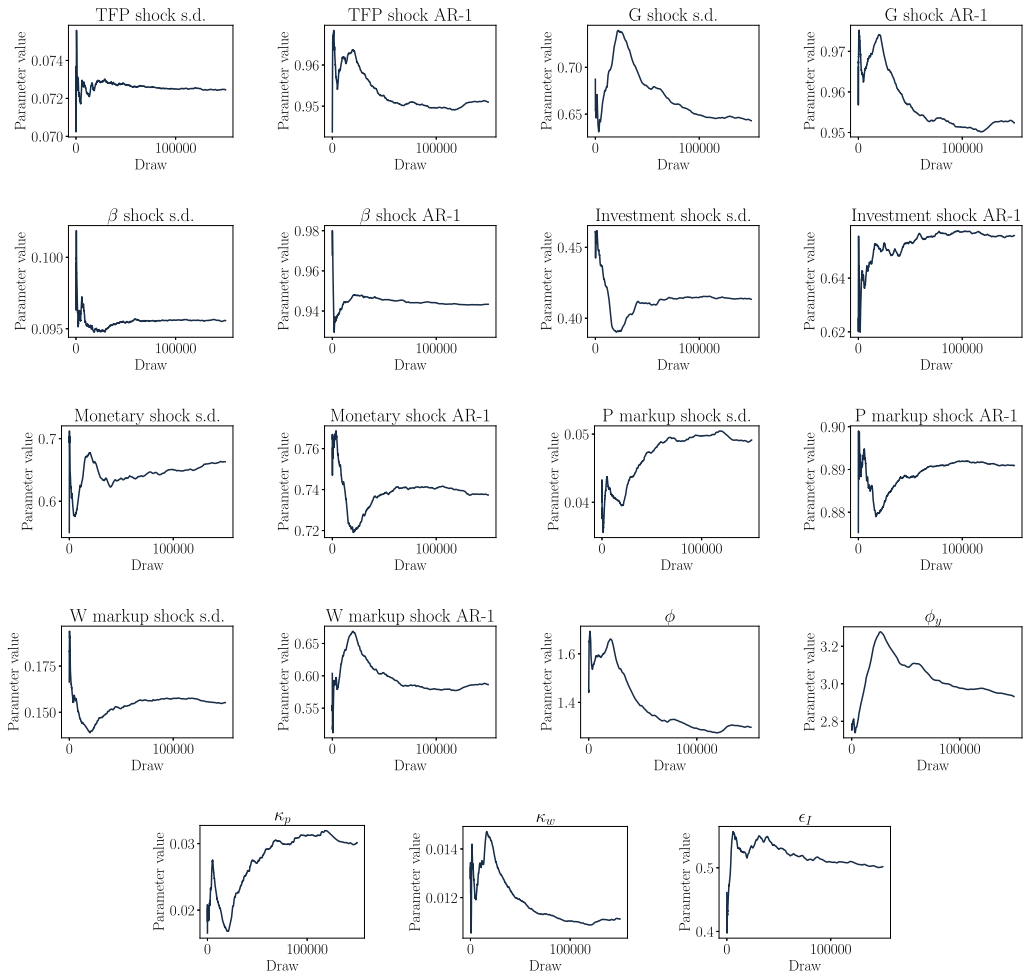 TFP shock s.d.
Parameter value
0.074
0.072
0.070
0
100000
Draw
TFP shock AR-1
Parameter value
0.96
0.95
0
100000
Draw
G shock s.d.
Parameter value
0.70
0.65
0
100000
Draw
G shock AR-1
Parameter value
0.97
0.96
0.95
0
100000
Draw
β shock s.d.
Parameter value
0.100
0.095
0
100000
Draw
β shock AR-1
Parameter value
0.98
0.96
0.94
0
100000
Draw
Investment shock s.d.
Parameter value
0.45
0.40
0
100000
Draw
Investment shock AR-1
Parameter value
0.64
0.62
0
100000
Draw
Monetary shock s.d.
Parameter value
0.7
0.6
0
100000
Draw
Monetary shock AR-1
Parameter value
0.76
0.74
0.72
0
100000
Draw
P markup shock s.d.
Parameter value
0.05
0.04
0
100000
Draw
P markup shock AR-1
Parameter value
0.90
0.89
0.88
0
100000
Draw
W markup shock s.d.
Parameter value
0.175
0.150
0
100000
Draw
W markup shock AR-1
Parameter value
0.65
0.60
0.55
0
100000
Draw
ϕ
Parameter value
1.6
1.4
0
100000
Draw
ϕ_y
Parameter value
3.2
3.0
2.8
0
100000
Draw
κ_p
Parameter value
0.03
0.02
0
100000
Draw
κ_w
Parameter value
0.014
0.012
0
100000
Draw
ϵ_I
Parameter value
0.5
0.4
0
100000
Draw